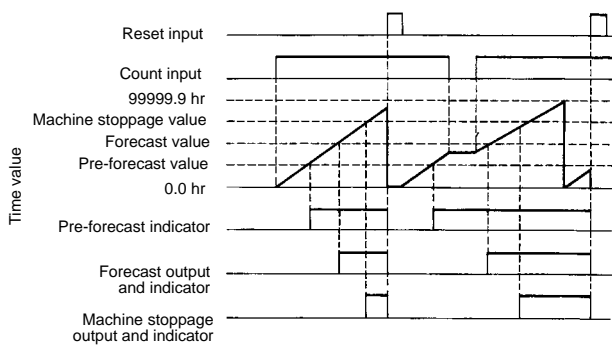 Reset input
Count input
99999.9 hr
Machine stoppage value
Forecast value
Pre-forecast value
0.0 hr
Time value
Pre-forecast indicator
Forecast output
and indicator
Machine stoppage
output and indicator